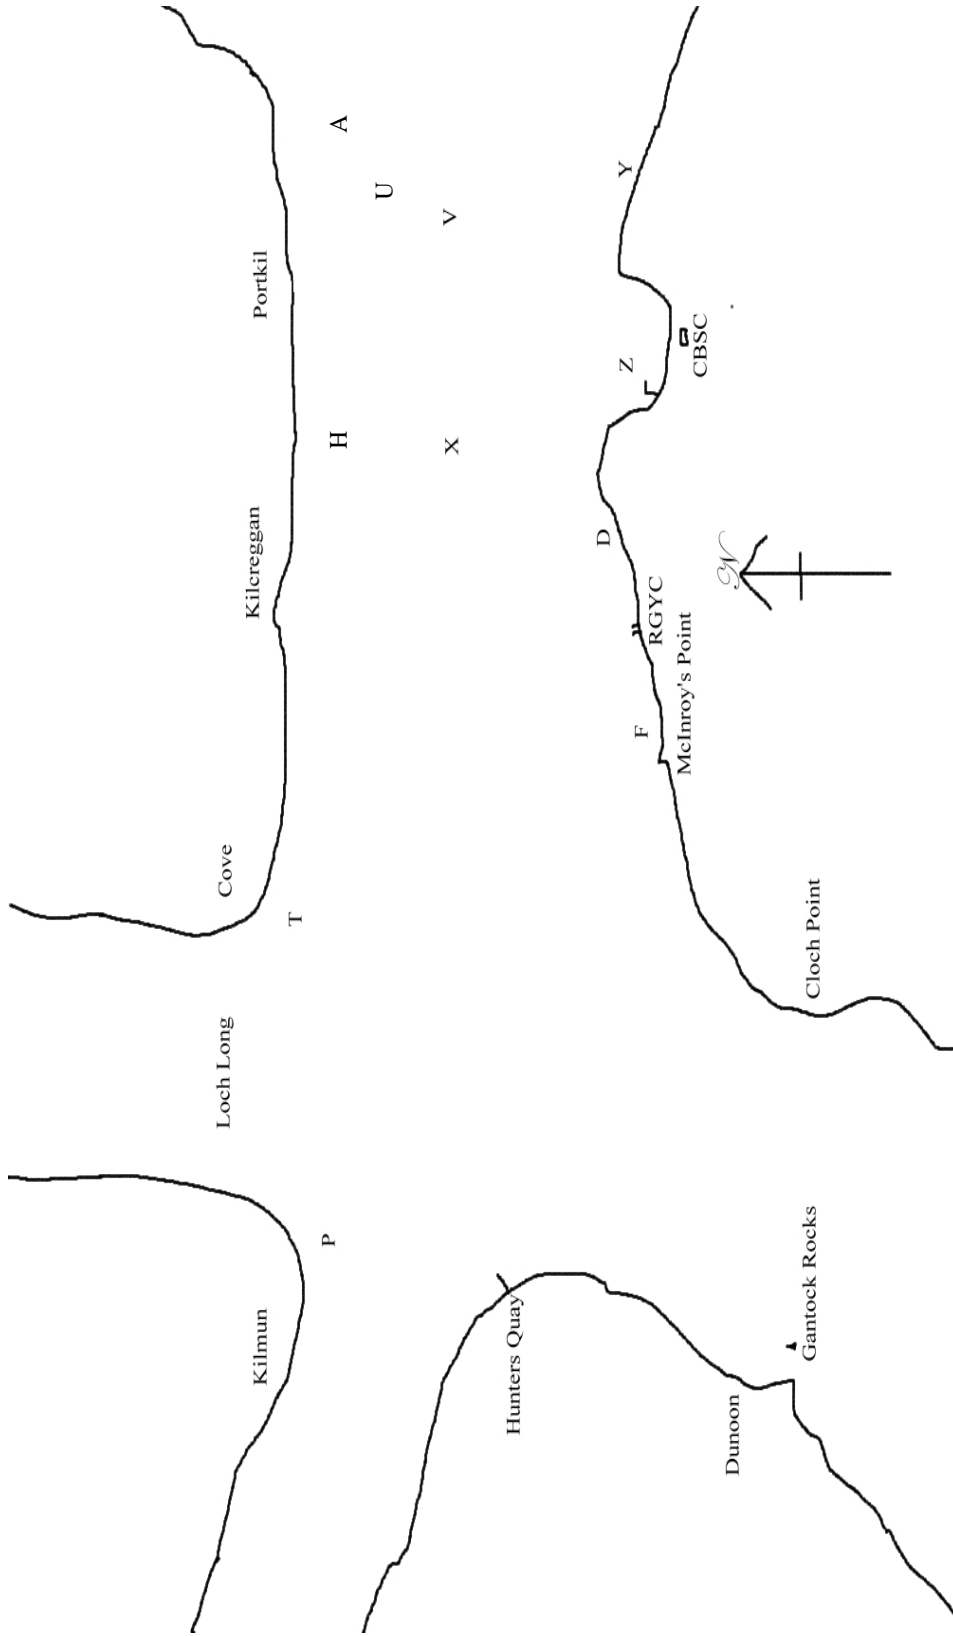 A
U
V
Y
Portkil
CBSC
Z
H
X
Kilcreggan
D
N
RGYC
McInroy's Point
F
Cove
T
Cloch Point
Loch Long
P
Kilmun
Hunters Quay
Gantock Rocks
Dunoon